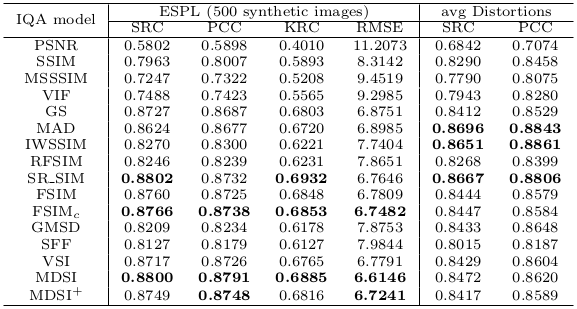 IQA model ESPL (500 synthetic images) avg Distortions
SRC PCC KRC RMSE SRC PCC
PSNR 0.5802 0.5898 0.4010 11.2073 0.6842 0.7074
SSIM 0.7963 0.8007 0.5893 8.3142 0.8290 0.8458
MSSSIM 0.7247 0.7322 0.5208 9.4519 0.7790 0.8075
VIF 0.7488 0.7423 0.5565 9.2985 0.7943 0.8280
GS 0.8727 0.8687 0.6803 6.8751 0.8412 0.8529
MAD 0.8624 0.8677 0.6720 6.8985 0.8696 0.8843
IWSSIM 0.8270 0.8300 0.6221 7.7404 0.8651 0.8861
RFSIM 0.8246 0.8239 0.6231 7.8651 0.8268 0.8399
SR_SIM 0.8802 0.8732 0.6932 6.7646 0.8667 0.8806
FSIM 0.8760 0.8725 0.6848 6.7809 0.8444 0.8579
FSIMc 0.8766 0.8738 0.6853 6.7482 0.8447 0.8584
GMSD 0.8209 0.8234 0.6178 7.8753 0.8433 0.8648
SFF 0.8127 0.8179 0.6127 7.9844 0.8015 0.8187
VSI 0.8717 0.8726 0.6765 6.7791 0.8429 0.8604
MDSI 0.8800 0.8791 0.6885 6.6146 0.8472 0.8620
MDSI+ 0.8749 0.8748 0.6816 6.7241 0.8417 0.8589